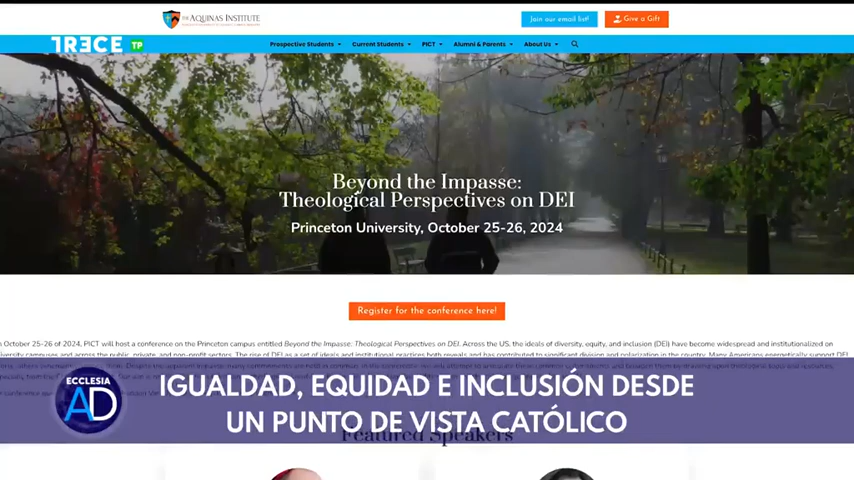 THE AQUINAS INSTITUTE
Join our email list!
Give a Gift
TRECE TP
Prospective Students
Current Students
PICT
Alumni & Parents
About Us
Beyond the Impasse:
Theological Perspectives on DEI
Princeton University, October 25-26, 2024
Register for the conference here!
October 25-26 of 2024, PICT will host a conference on the Princeton campus entitled Beyond the Impasse: Theological Perspectives on DEI. Across the US, the ideals of diversity, equity, and inclusion (DEI) have become widespread and institutionalized on
campuses and across the public, private, and non-profit sectors. The rise of DEI as a set of ideals and institutional practices both reveals and has contributed to significant division and polarization in the country. Many Americans energetically support DEI
ECCLESIA
AD
IGUALDAD, EQUIDAD E INCLUSIÓN DESDE
UN PUNTO DE VISTA CATÓLICO
Featured Speakers